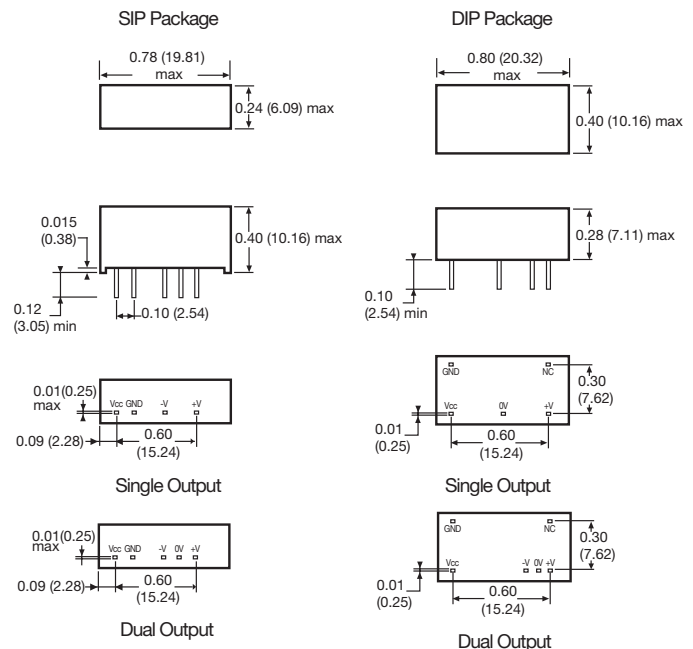 SIP Package
0.78 (19.81)
max
0.24 (6.09) max
0.015
(0.38)
0.40 (10.16) max
0.12
(3.05) min
0.10 (2.54)
0.01(0.25)
max
Vcc GND -V +V
0.09 (2.28)
0.60
(15.24)
Single Output
0.01(0.25)
max
Vcc GND -V 0V +V
0.09 (2.28)
0.60
(15.24)
Dual Output
DIP Package
0.80 (20.32)
max
0.40 (10.16) max
0.28 (7.11) max
0.10
(2.54) min
GND NC
0.30
(7.62)
Vcc 0V +V
0.01
(0.25)
0.60
(15.24)
Single Output
GND NC
0.30
(7.62)
Vcc -V 0V +V
0.01
(0.25)
0.60
(15.24)
Dual Output